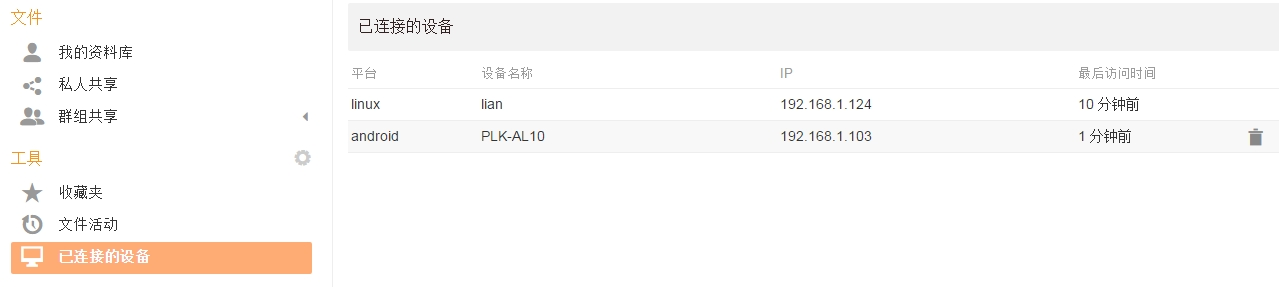 文件
我的资料库
私人共享
群组共享
工具
收藏夹
文件活动
已连接的设备
已连接的设备
平台 设备名称 IP 最后访问时间
linux lian 192.168.1.124 10 分钟前
android PLK-AL10 192.168.1.103 1 分钟前